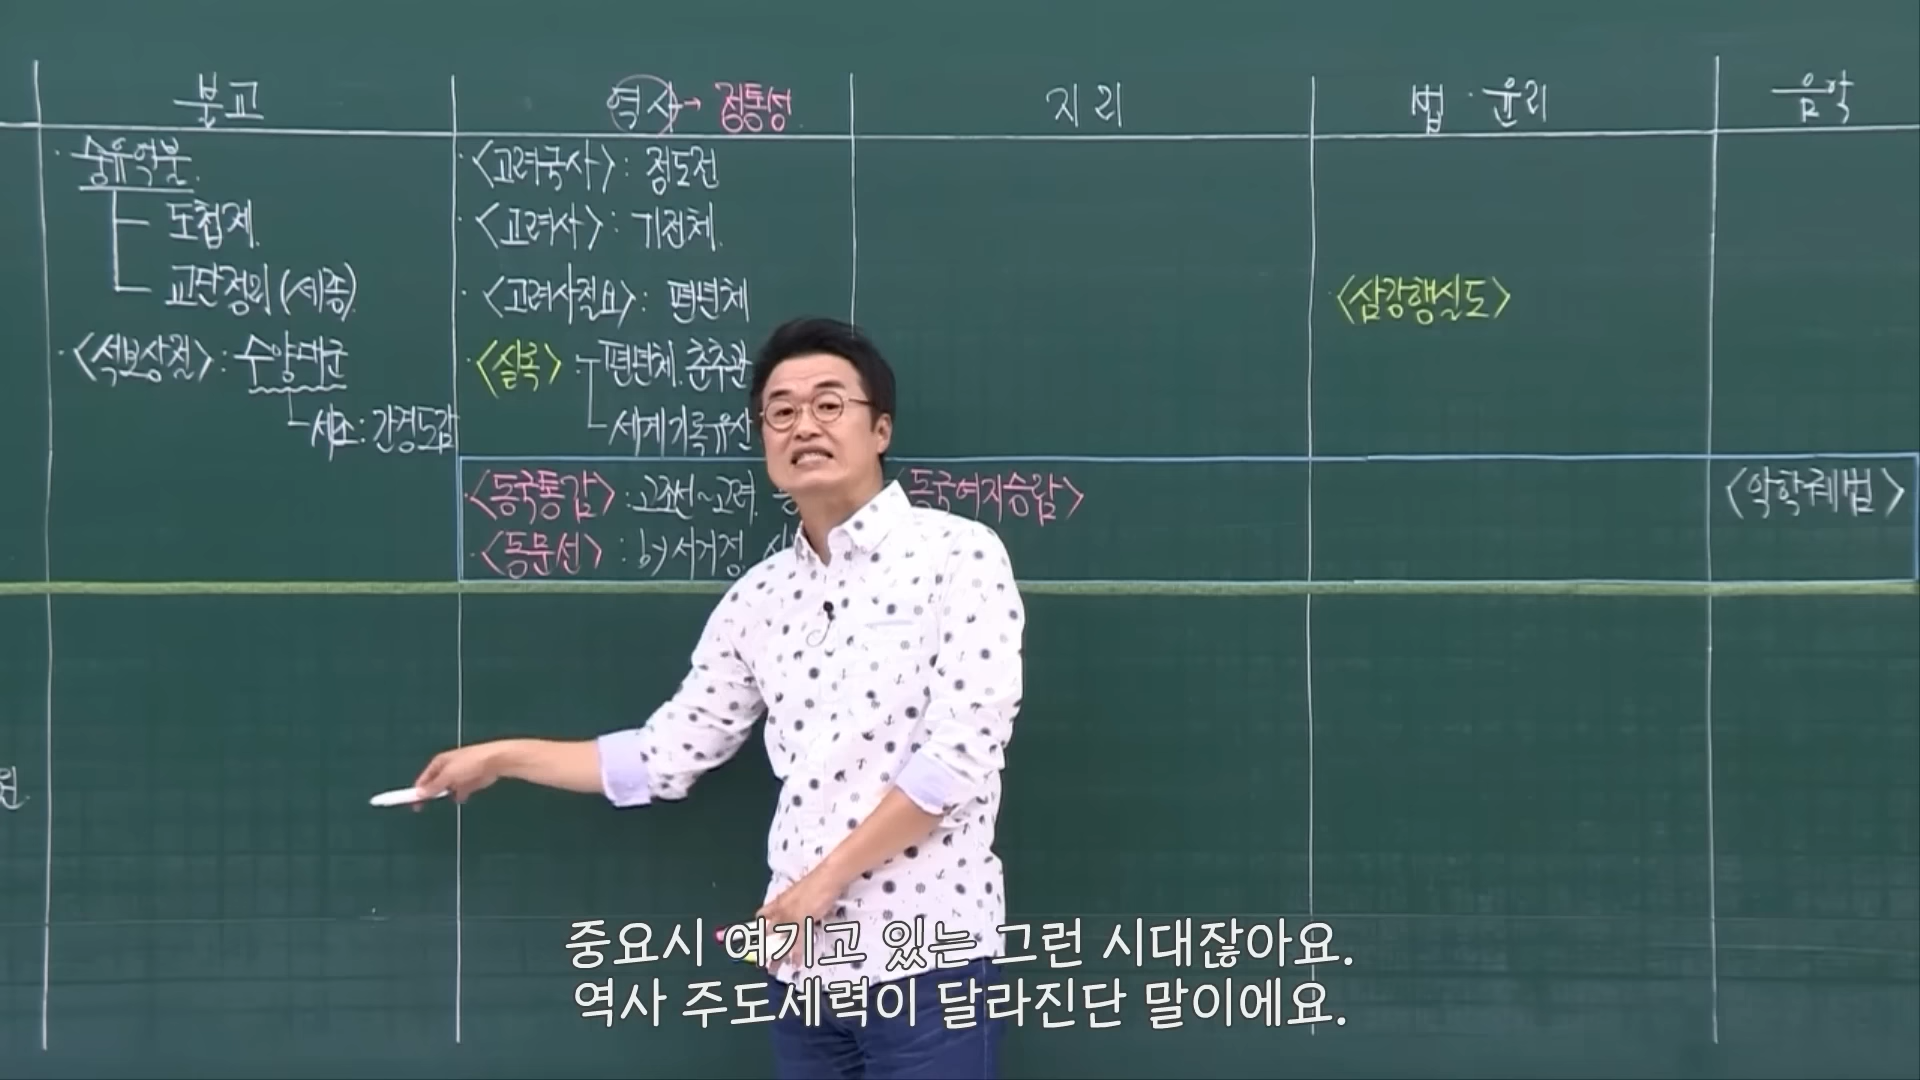 불교
역사 → 정통성
지리
법·윤리
음악
· 숭유억불.
도첩제.
교단정리(세종)
· <석보상절> : 수양대군
세조 : 간경도감
· <고려국사> : 정도전
· <고려사> : 기전체.
· <고려사절요> : 편년체
· <실록> : 편년체. 춘추관
세계기록유산
· <동국통감> : 고조선~고려.
· <동문선> : by 서거정.
동국여지승람>
· <삼강행실도>
<악학궤범>
원
중요시 여기고 있는 그런 시대잖아요.
역사 주도세력이 달라진단 말이에요.